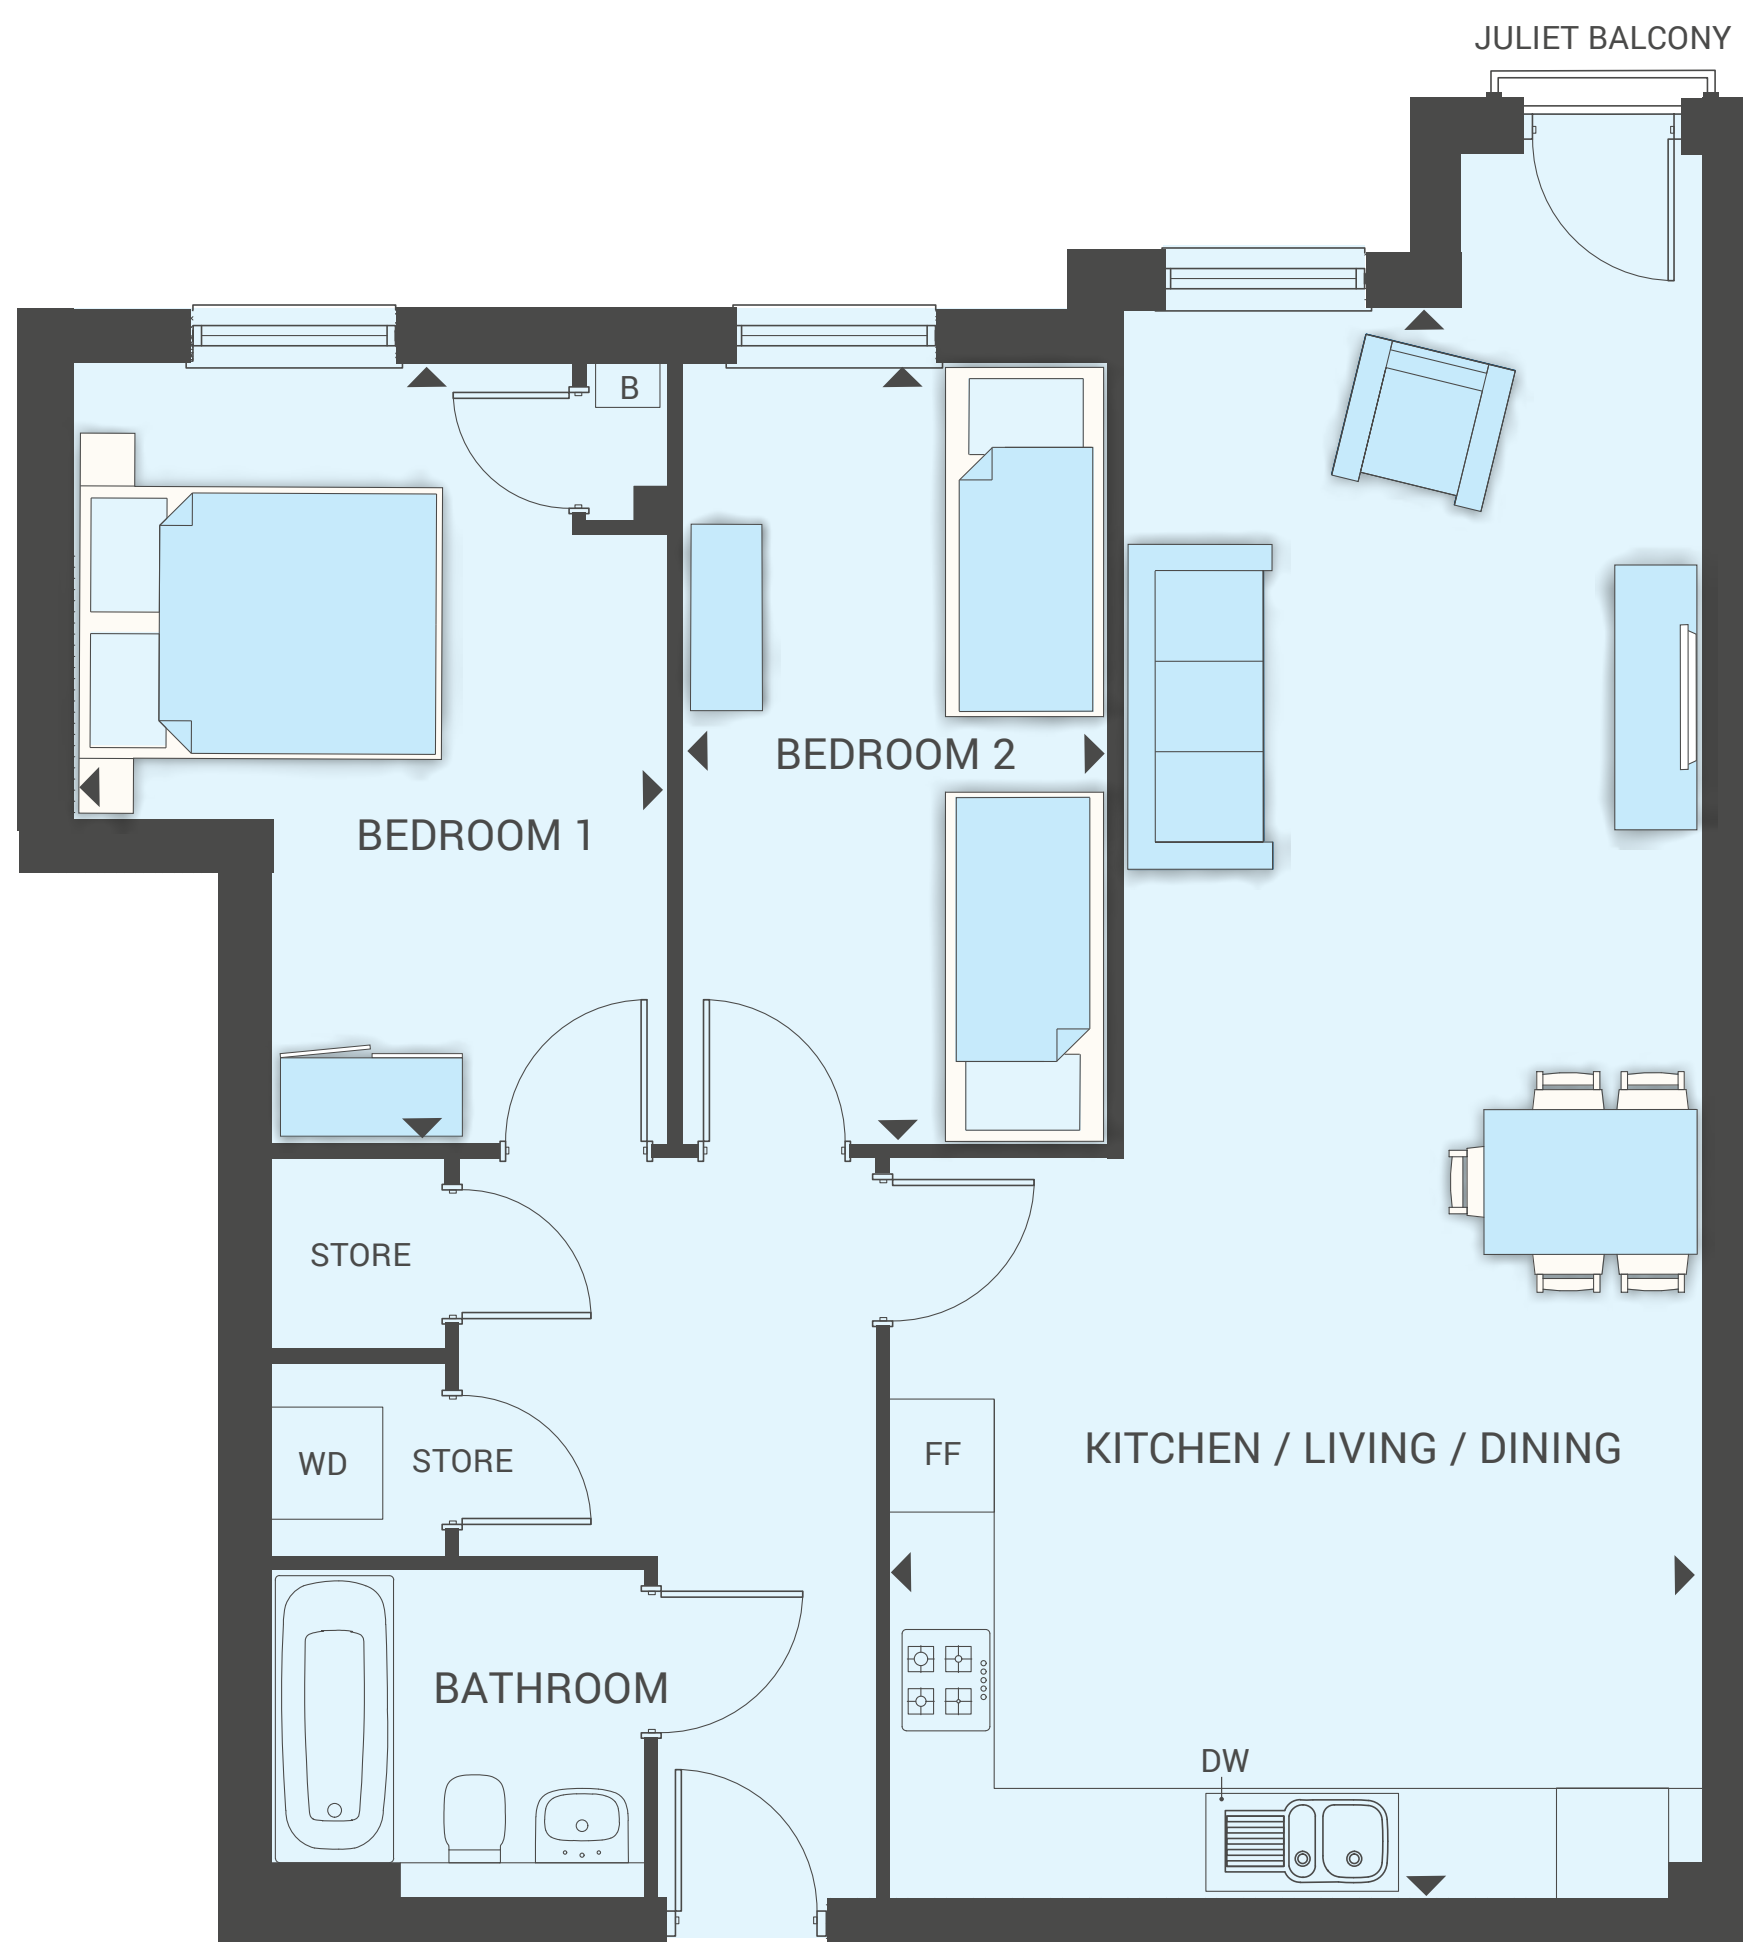 JULIET BALCONY
B
BEDROOM 2
BEDROOM 1
STORE
WD
STORE
FF
KITCHEN / LIVING / DINING
BATHROOM
DW